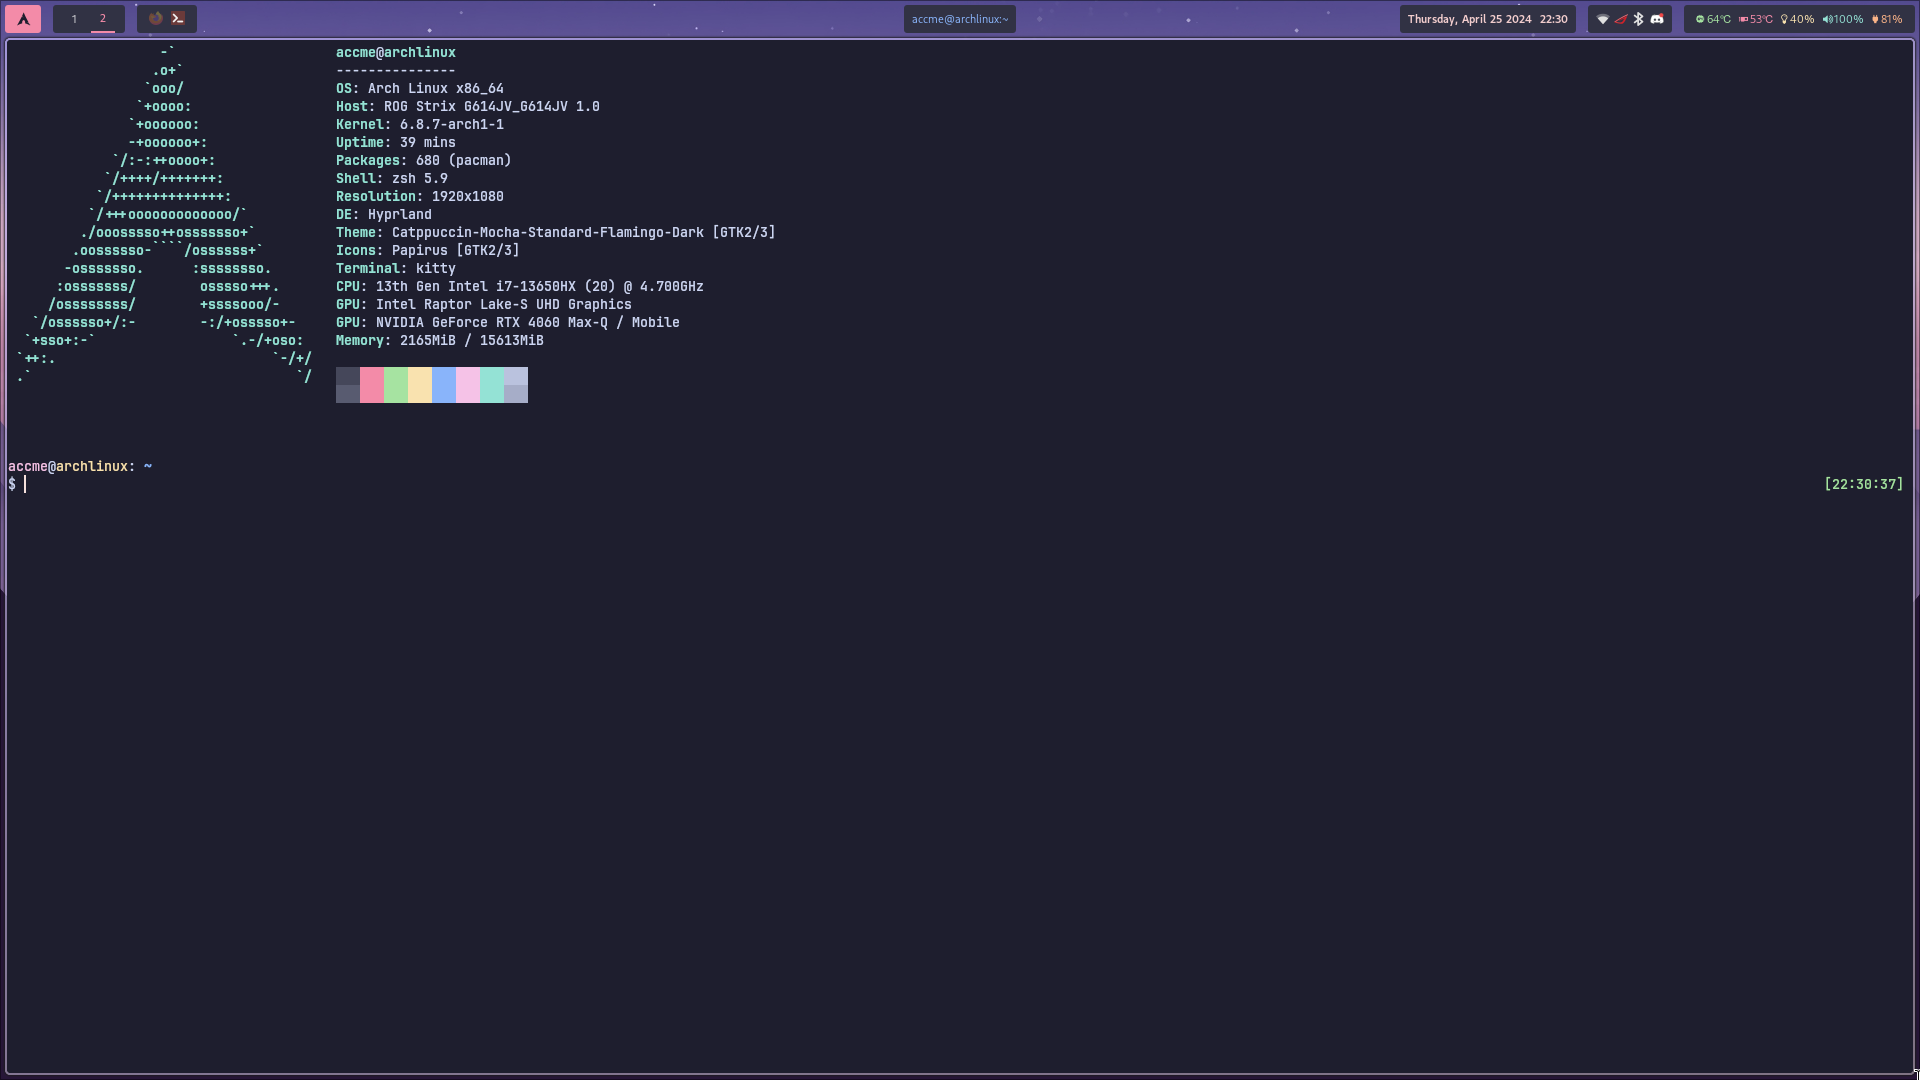 1 2
accme@archlinux:~
Thursday, April 25 2024 22:30
64°C 53°C 40% 100% 81%
-`
.o+`
`ooo/
`+oooo:
`+oooooo:
-+oooooo+:
`/:-:++oooo+:
`/++++/+++++++:
`/++++++++++++++:
`/+++ooooooooooooo/`
./ooosssso++osssssso+`
.oossssso-````/ossssss+`
-osssssso. :ssssssso.
:osssssss/ osssso+++.
/ossssssss/ +ssssooo/-
`/ossssso+/:- -:/+osssso+-
`+sso+:-` `.-/+oso:
`++:. `-/+/
.` `/
accme@archlinux
---------------
OS: Arch Linux x86_64
Host: ROG Strix G614JV_G614JV 1.0
Kernel: 6.8.7-arch1-1
Uptime: 39 mins
Packages: 680 (pacman)
Shell: zsh 5.9
Resolution: 1920x1080
DE: Hyprland
Theme: Catppuccin-Mocha-Standard-Flamingo-Dark [GTK2/3]
Icons: Papirus [GTK2/3]
Terminal: kitty
CPU: 13th Gen Intel i7-13650HX (20) @ 4.700GHz
GPU: Intel Raptor Lake-S UHD Graphics
GPU: NVIDIA GeForce RTX 4060 Max-Q / Mobile
Memory: 2165MiB / 15613MiB
accme@archlinux: ~
$ [22:30:37]